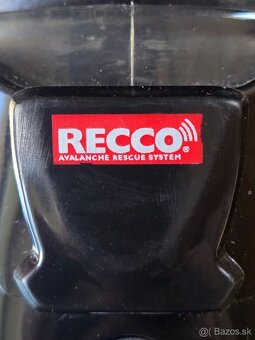 RECCO®
AVALANCHE RESCUE SYSTEM
© Bazos.sk